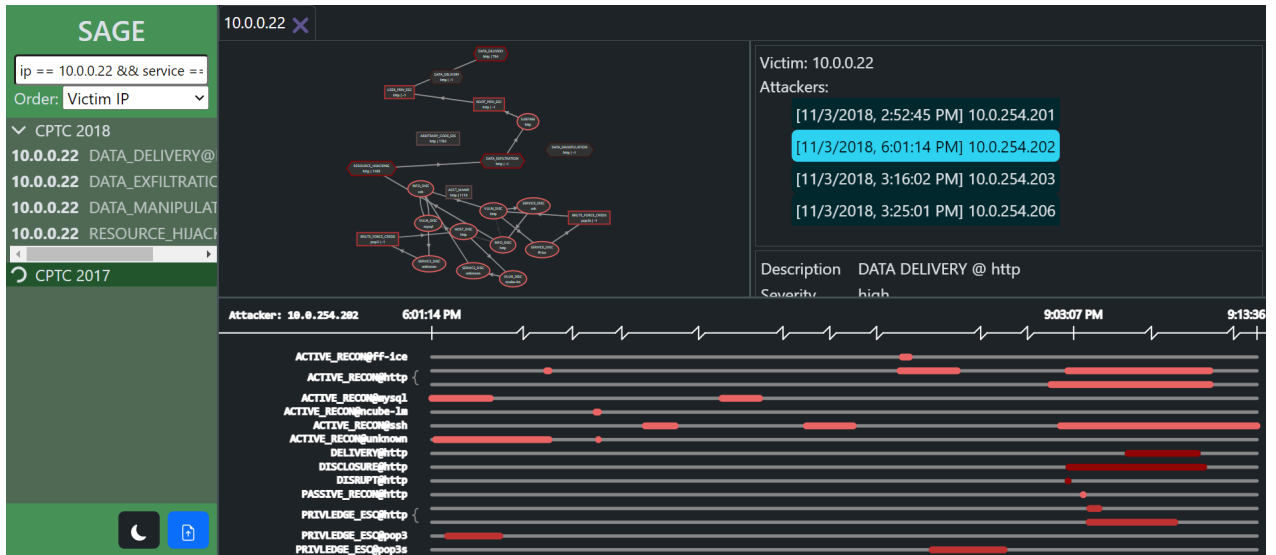 SAGE
ip == 10.0.0.22 && service ==
Order: Victim IP
CPTC 2018
10.0.0.22 DATA_DELIVERY@
10.0.0.22 DATA_EXFILTRATIC
10.0.0.22 DATA_MANIPULAT
10.0.0.22 RESOURCE_HIJACK
CPTC 2017
10.0.0.22
DATA_DELIVERY
DATA_DELIVERY
DATA_EXFILTRATION
DATA_MANIPULATION
RESOURCE_HIJACKING
Victim: 10.0.0.22
Attackers:
[11/3/2018, 2:52:45 PM] 10.0.254.201
[11/3/2018, 6:01:14 PM] 10.0.254.202
[11/3/2018, 3:16:02 PM] 10.0.254.203
[11/3/2018, 3:25:01 PM] 10.0.254.206
Description DATA DELIVERY @ http
Severity high
Attacker: 10.0.254.202 6:01:14 PM 9:03:07 PM 9:13:36
ACTIVE_RECON@ff-ice
ACTIVE_RECON@http
ACTIVE_RECON@mysql
ACTIVE_RECON@ncube-lm
ACTIVE_RECON@ssh
ACTIVE_RECON@unknown
DELIVERY@http
DISCLOSURE@http
DISRUPT@http
PASSIVE_RECON@http
PRIVLEDGE_ESC@http
PRIVLEDGE_ESC@pop3
PRIVLEDGE_ESC@pop3s